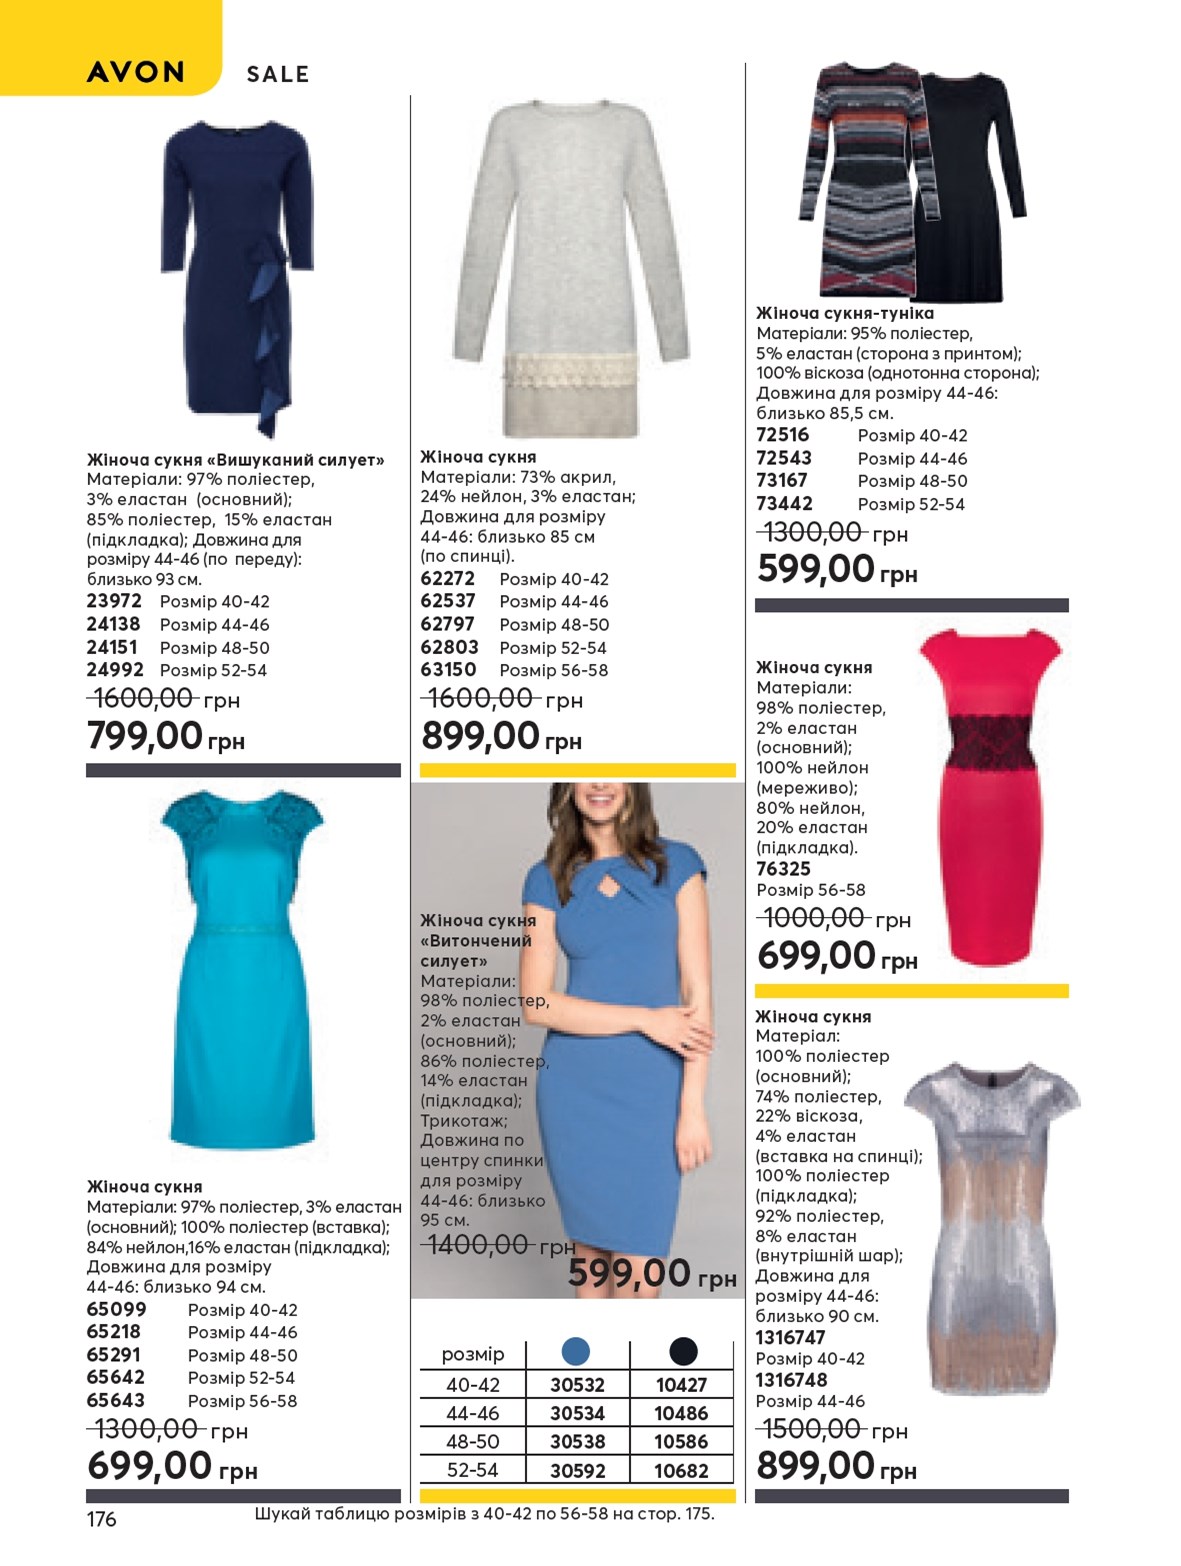 AVON SALE
Жіноча сукня «Вишуканий силует»
Матеріали: 97% поліестер,
3% еластан (основний);
85% поліестер, 15% еластан
(підкладка); Довжина для
розміру 44-46 (по переду):
близько 93 см.
23972 Розмір 40-42
24138 Розмір 44-46
24151 Розмір 48-50
24992 Розмір 52-54
1600,00 грн
799,00 грн
Жіноча сукня
Матеріали: 97% поліестер, 3% еластан
(основний); 100% поліестер (вставка);
84% нейлон,16% еластан (підкладка);
Довжина для розміру
44-46: близько 94 см.
65099 Розмір 40-42
65218 Розмір 44-46
65291 Розмір 48-50
65642 Розмір 52-54
65643 Розмір 56-58
1300,00 грн
699,00 грн
Жіноча сукня
Матеріали: 73% акрил,
24% нейлон, 3% еластан;
Довжина для розміру
44-46: близько 85 см
(по спинці).
62272 Розмір 40-42
62537 Розмір 44-46
62797 Розмір 48-50
62803 Розмір 52-54
63150 Розмір 56-58
1600,00 грн
899,00 грн
Жіноча сукня
«Витончений
силует»
Матеріали:
98% поліестер,
2% еластан
(основний);
86% поліестер,
14% еластан
(підкладка);
Трикотаж;
Довжина по
центру спинки
для розміру
44-46: близько
95 см.
1400,00 грн
599,00 грн
розмір
40-42 30532 10427
44-46 30534 10486
48-50 30538 10586
52-54 30592 10682
Жіноча сукня-туніка
Матеріали: 95% поліестер,
5% еластан (сторона з принтом);
100% віскоза (однотонна сторона);
Довжина для розміру 44-46:
близько 85,5 см.
72516 Розмір 40-42
72543 Розмір 44-46
73167 Розмір 48-50
73442 Розмір 52-54
1300,00 грн
599,00 грн
Жіноча сукня
Матеріали:
98% поліестер,
2% еластан
(основний);
100% нейлон
(мереживо);
80% нейлон,
20% еластан
(підкладка).
76325
Розмір 56-58
1000,00 грн
699,00 грн
Жіноча сукня
Матеріал:
100% поліестер
(основний);
74% поліестер,
22% віскоза,
4% еластан
(вставка на спинці);
100% поліестер
(підкладка);
92% поліестер,
8% еластан
(внутрішній шар);
Довжина для
розміру 44-46:
близько 90 см.
1316747
Розмір 40-42
1316748
Розмір 44-46
1500,00 грн
899,00 грн
176 Шукай таблицю розмірів з 40-42 по 56-58 на стор. 175.